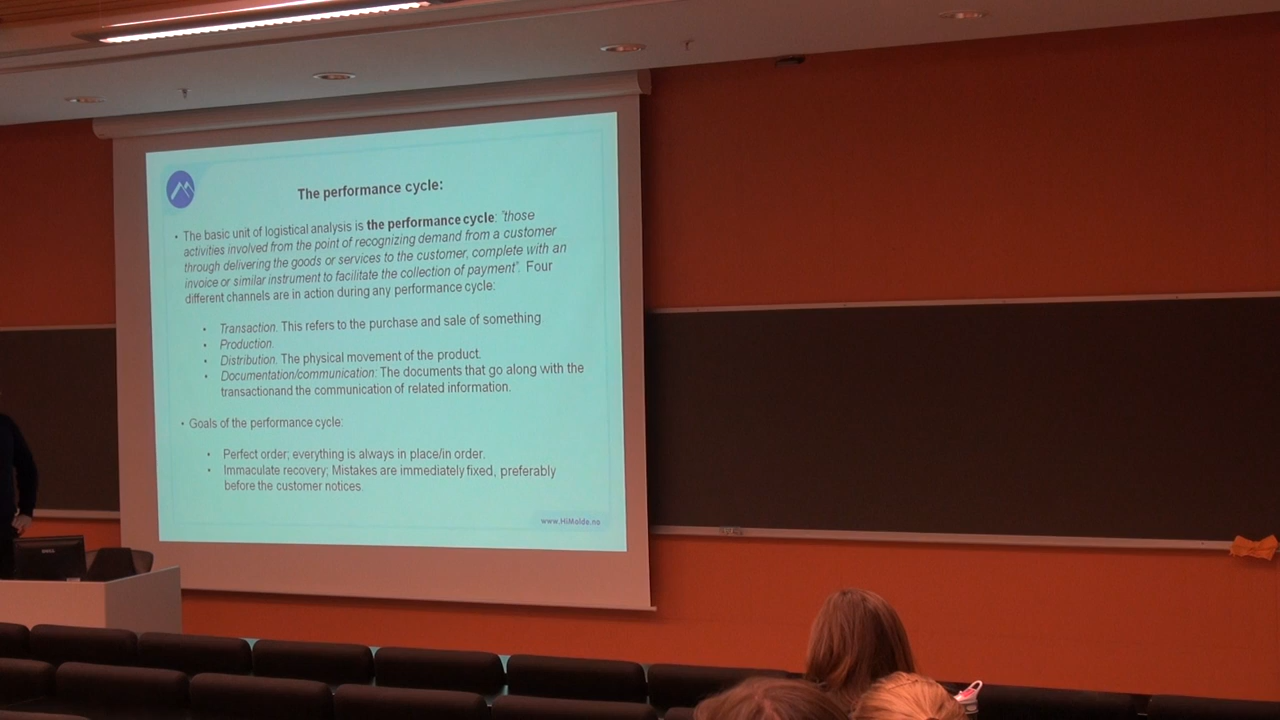 The performance cycle:
• The basic unit of logistical analysis is the performance cycle: "those
activities involved from the point of recognizing demand from a customer
through delivering the goods or services to the customer, complete with an
invoice or similar instrument to facilitate the collection of payment". Four
different channels are in action during any performance cycle:
• Transaction. This refers to the purchase and sale of something
• Production.
• Distribution. The physical movement of the product.
• Documentation/communication: The documents that go along with the
transactionand the communication of related information.
• Goals of the performance cycle:
• Perfect order; everything is always in place/in order.
• Immaculate recovery; Mistakes are immediately fixed, preferably
before the customer notices.
www.HiMolde.no